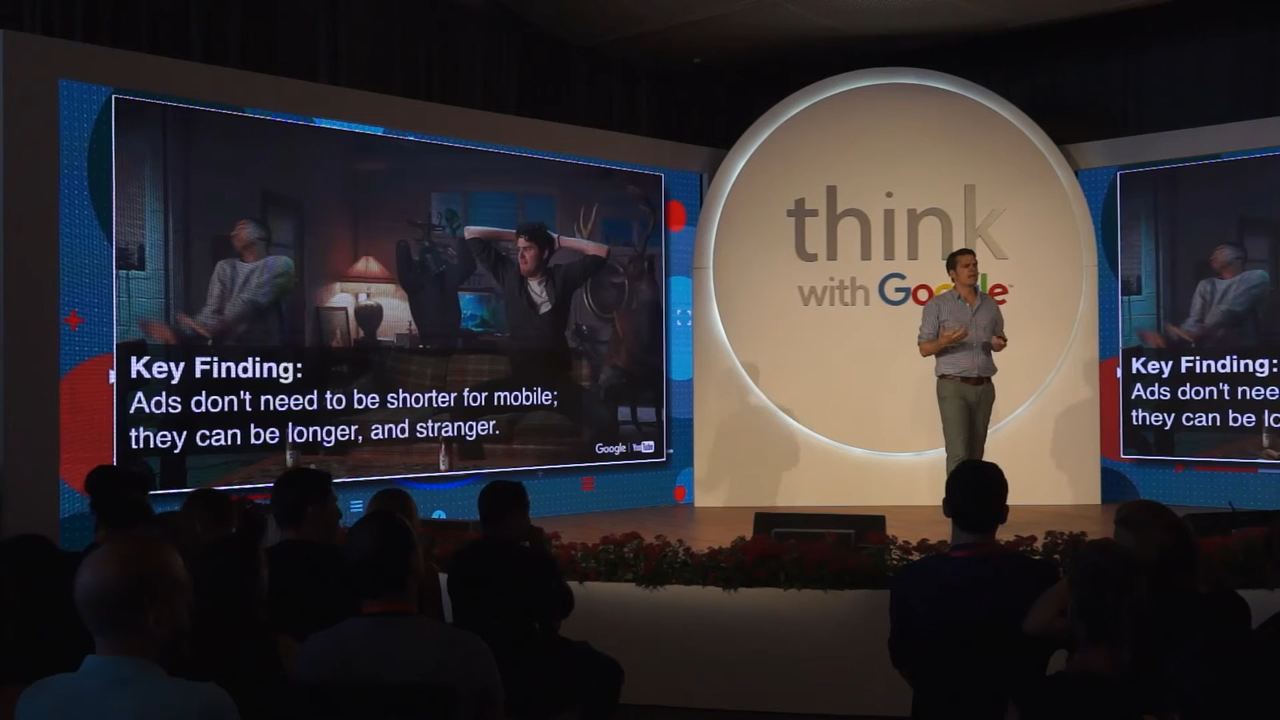 Key Finding:
Ads don't need to be shorter for mobile;
they can be longer, and stranger.
Google | YouTube
think
with Google
Key Finding:
Ads don't nee
they can be lo